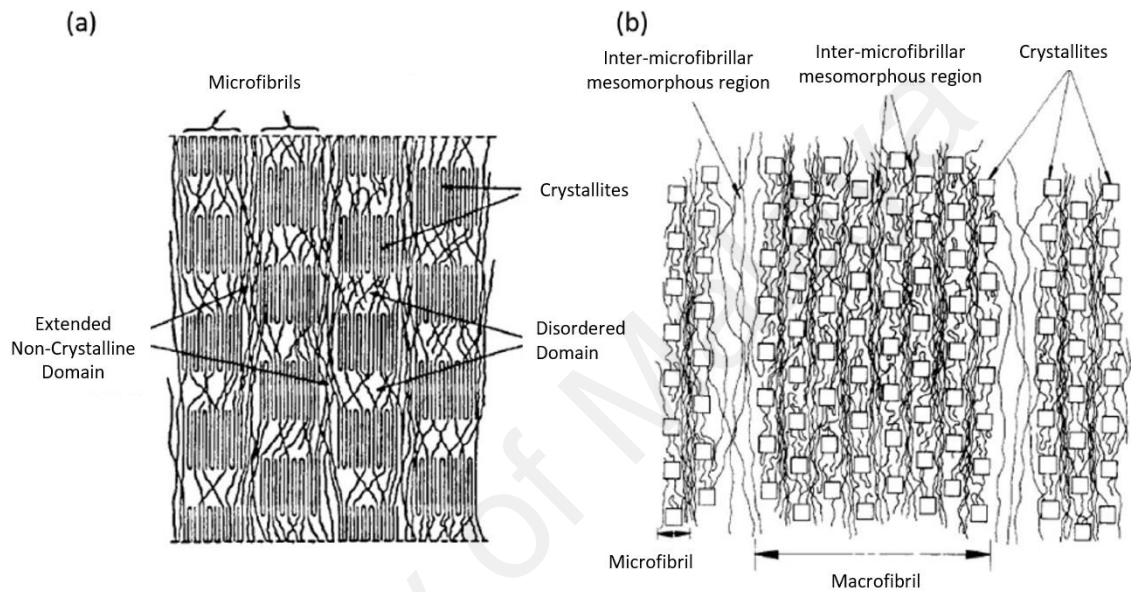 (a)
Microfibrils
Crystallites
Extended
Non-Crystalline
Domain
Disordered
Domain
(b)
Inter-microfibrillar
mesomorphous region
Inter-microfibrillar
mesomorphous region
Crystallites
Microfibril
Macrofibril
of